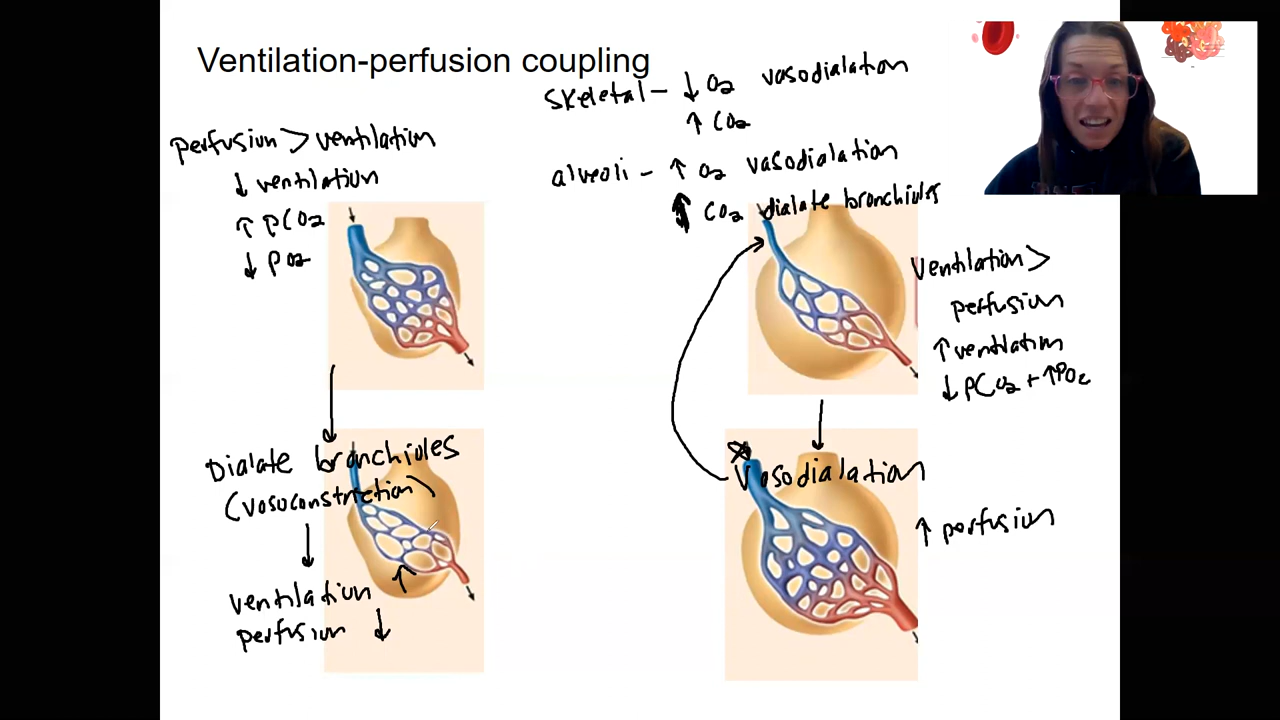 Ventilation-perfusion coupling
skeletal - ↓ O₂ vasodialation
↑ CO₂
alveoli - ↑ O₂ vasodialation
↑ CO₂ dialate bronchiules
perfusion > ventilation
↓ ventilation
↑ pCO₂
↓ pO₂
Ventilation >
perfusion
↑ ventilation
↓ pCO₂ + ↑ PO₂
Dialate bronchioles
(vosoconstriction)
ventilation ↑
perfusion ↓
Vasodialation
↑ perfusion